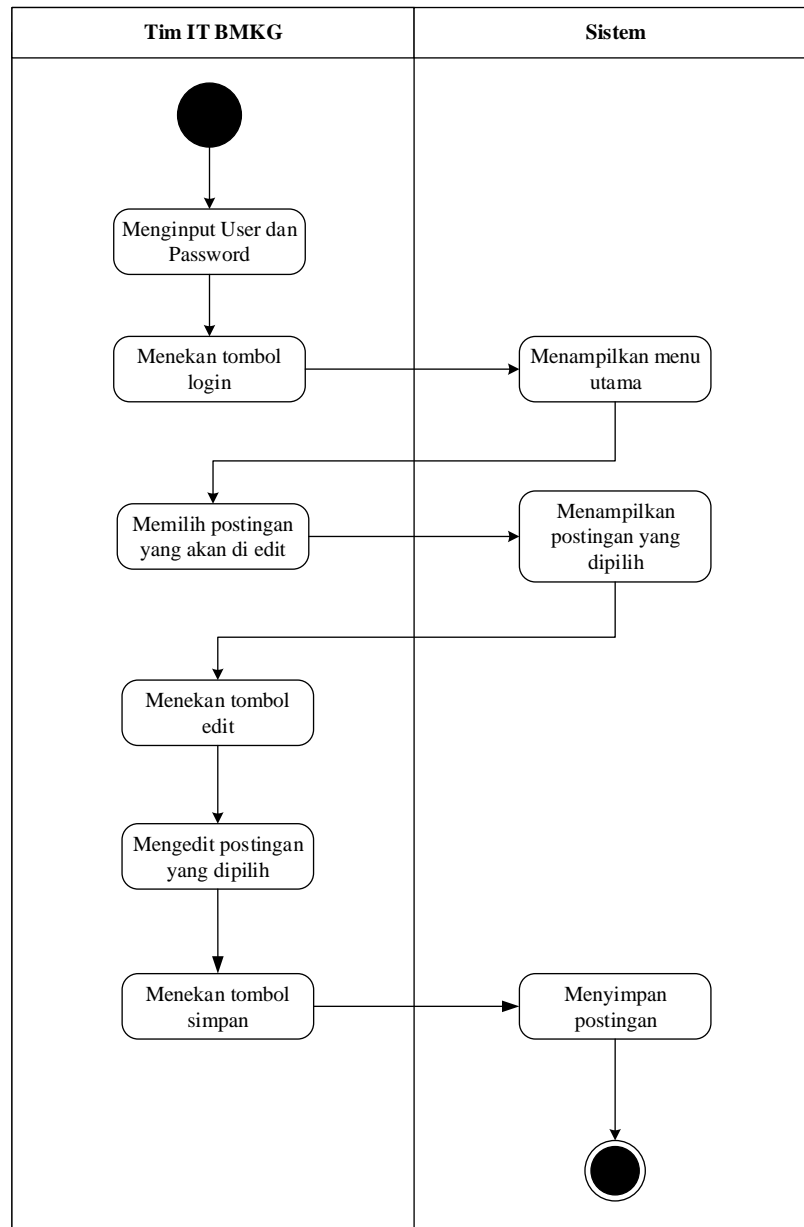 Tim IT BMKG
Sistem
Menginput User dan
Password
Menekan tombol
login
Menampilkan menu
utama
Memilih postingan
yang akan di edit
Menampilkan
postingan yang
dipilih
Menekan tombol
edit
Mengedit postingan
yang dipilih
Menekan tombol
simpan
Menyimpan
postingan